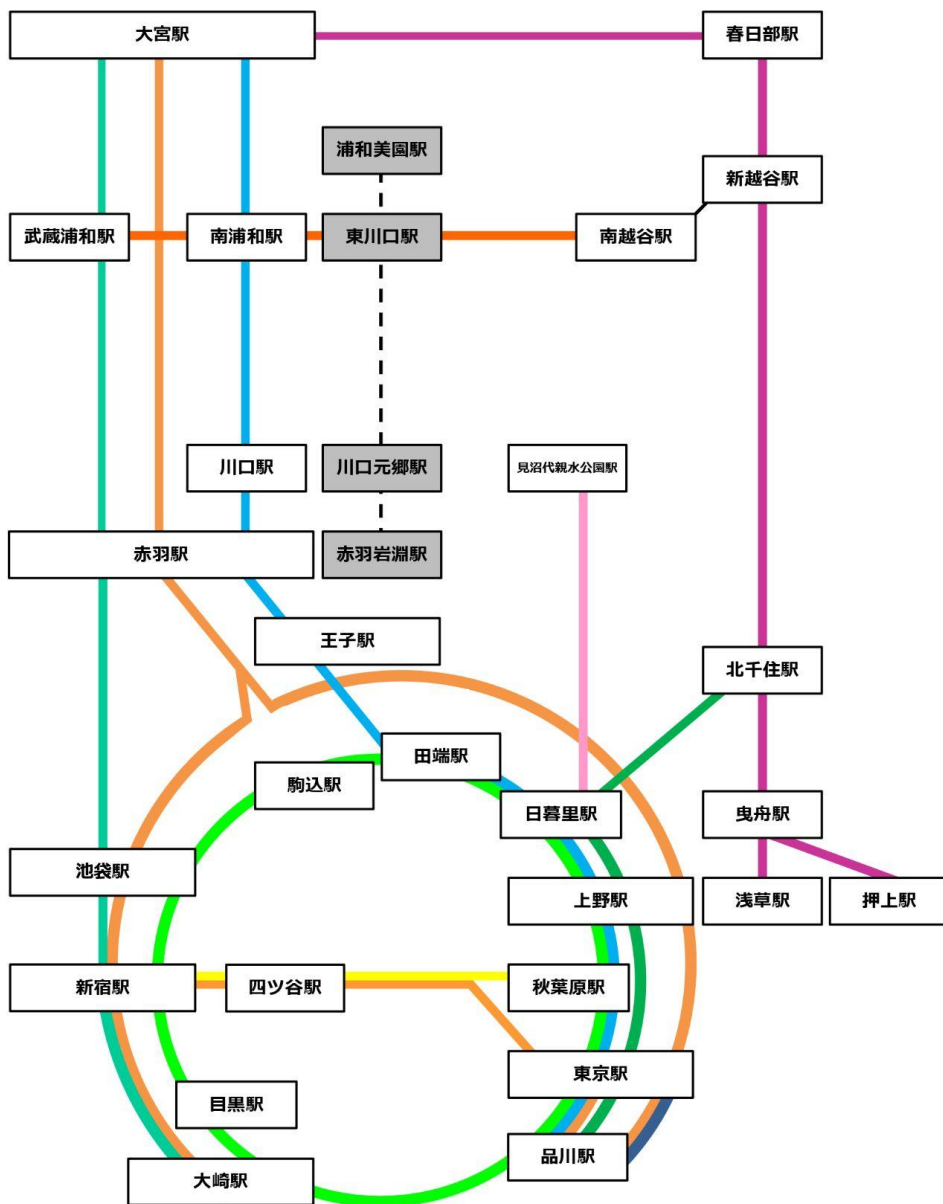 大宮駅
春日部駅
浦和美園駅
新越谷駅
武蔵浦和駅
南浦和駅
東川口駅
南越谷駅
川口駅
川口元郷駅
見沼代親水公園駅
赤羽駅
赤羽岩淵駅
王子駅
北千住駅
田端駅
駒込駅
日暮里駅
曳舟駅
池袋駅
上野駅
浅草駅
押上駅
新宿駅
四ツ谷駅
秋葉原駅
東京駅
目黒駅
品川駅
大崎駅